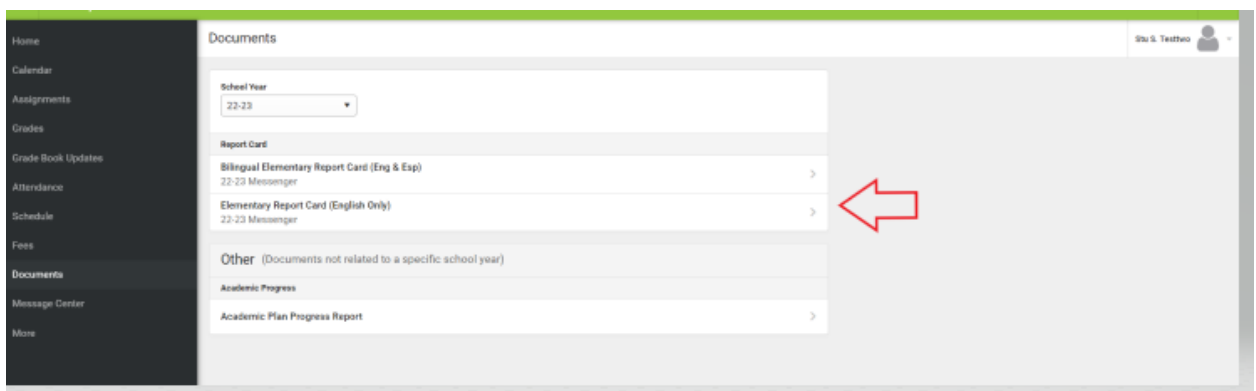 Documents
Stu S. Testtwo
Home
Calendar
Assignments
Grades
Grade Book Updates
Attendance
Schedule
Fees
Documents
Message Center
More
School Year
22-23
Report Card
Bilingual Elementary Report Card (Eng & Esp)
22-23 Messenger
Elementary Report Card (English Only)
22-23 Messenger
Other (Documents not related to a specific school year)
Academic Progress
Academic Plan Progress Report